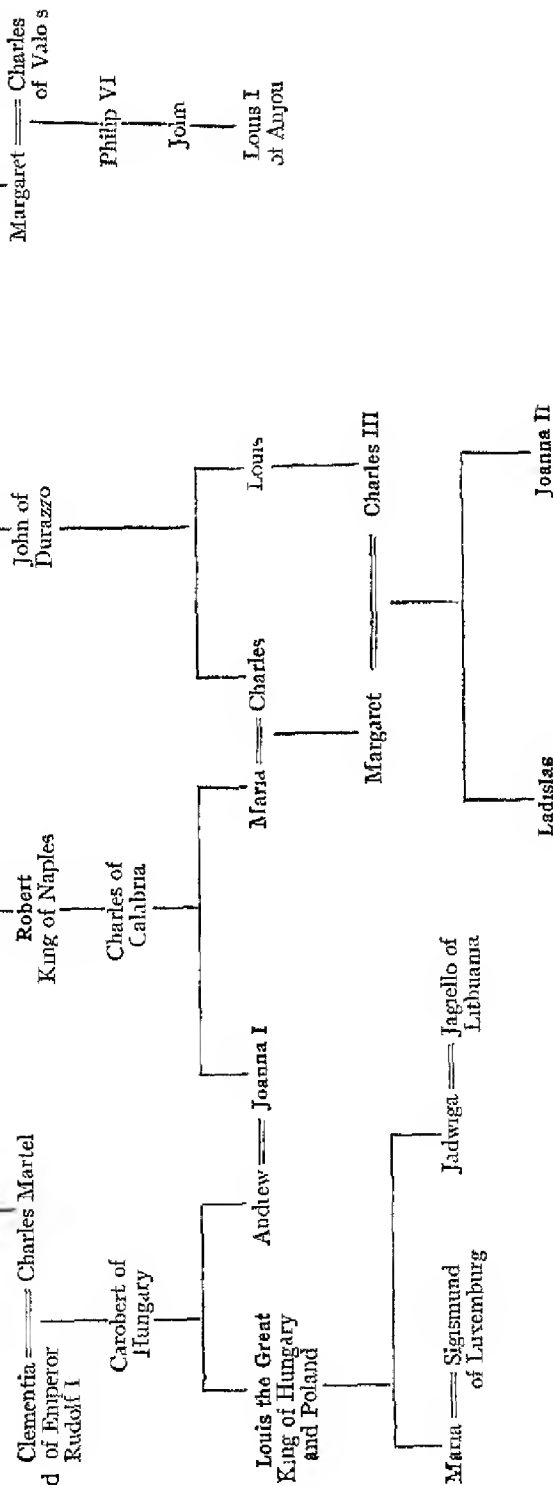 Clementia == Charles Martel
d of Emperor
Rudolf I
Robert
King of Naples
John of
Durazzo
Margaret == Charles
of Valo s
Carobert of
Hungary
Charles of
Calabria
Philip VI
John
Louis I
of Anjou
Louis the Great
King of Hungary
and Poland
Andrew == Joanna I
Maria == Charles
Louis
Margaret == Charles III
Maria == Sigismund
of Luxemburg
Jadwiga == Jagiello of
Lithuania
Ladislas
Joanna II